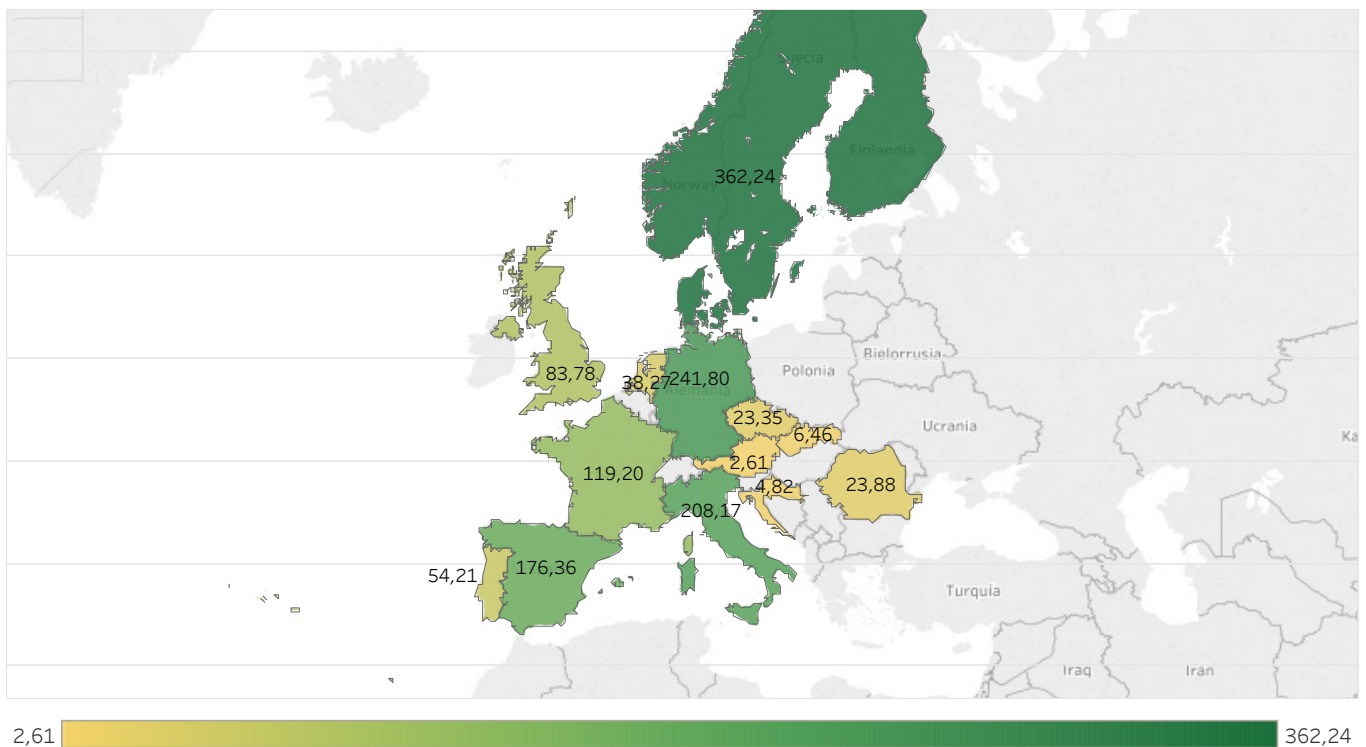 Suecia
Finlandia
Norway
362,24
83,78
38,27
241,80
Alemania
Polonia
Bielorrusia
23,35
6,46
Ucrania
Ka
2,61
119,20
4,82
23,88
208,17
176,36
54,21
Turquía
Iraq
Irán
2,61
362,24